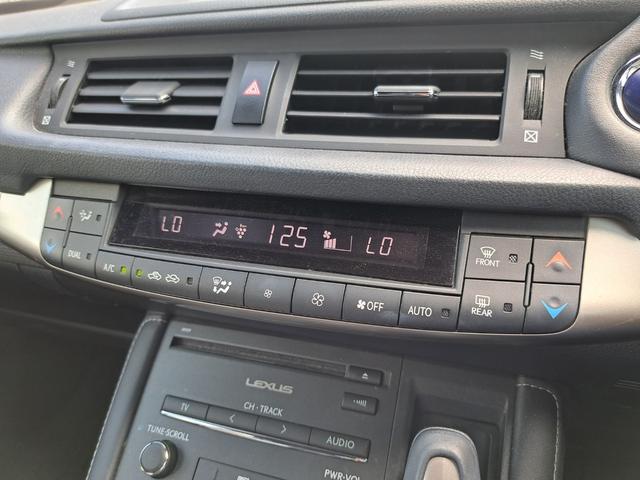 LO 125 LO
DUAL
A/C
OFF
AUTO
FRONT
REAR
LEXUS
CH·TRACK
TV
AUDIO
TUNE·SCROLL
PWR·VOL